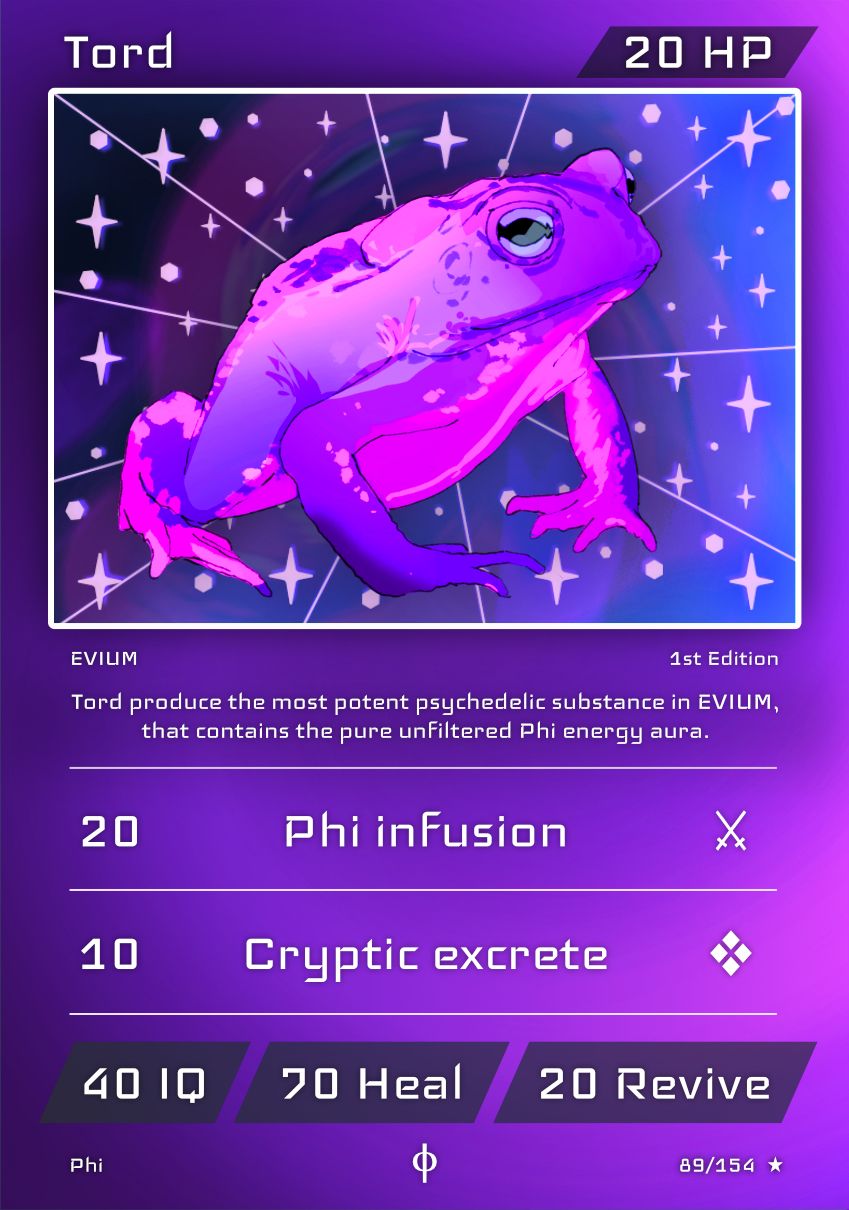 Tord
20 HP
EVIUM
1st Edition
Tord produce the most potent psychedelic substance in EVIUM,
that contains the pure unfiltered Phi energy aura.
20 Phi infusion
10 Cryptic excrete
40 IQ 70 Heal 20 Revive
Phi ф 89/154 ★